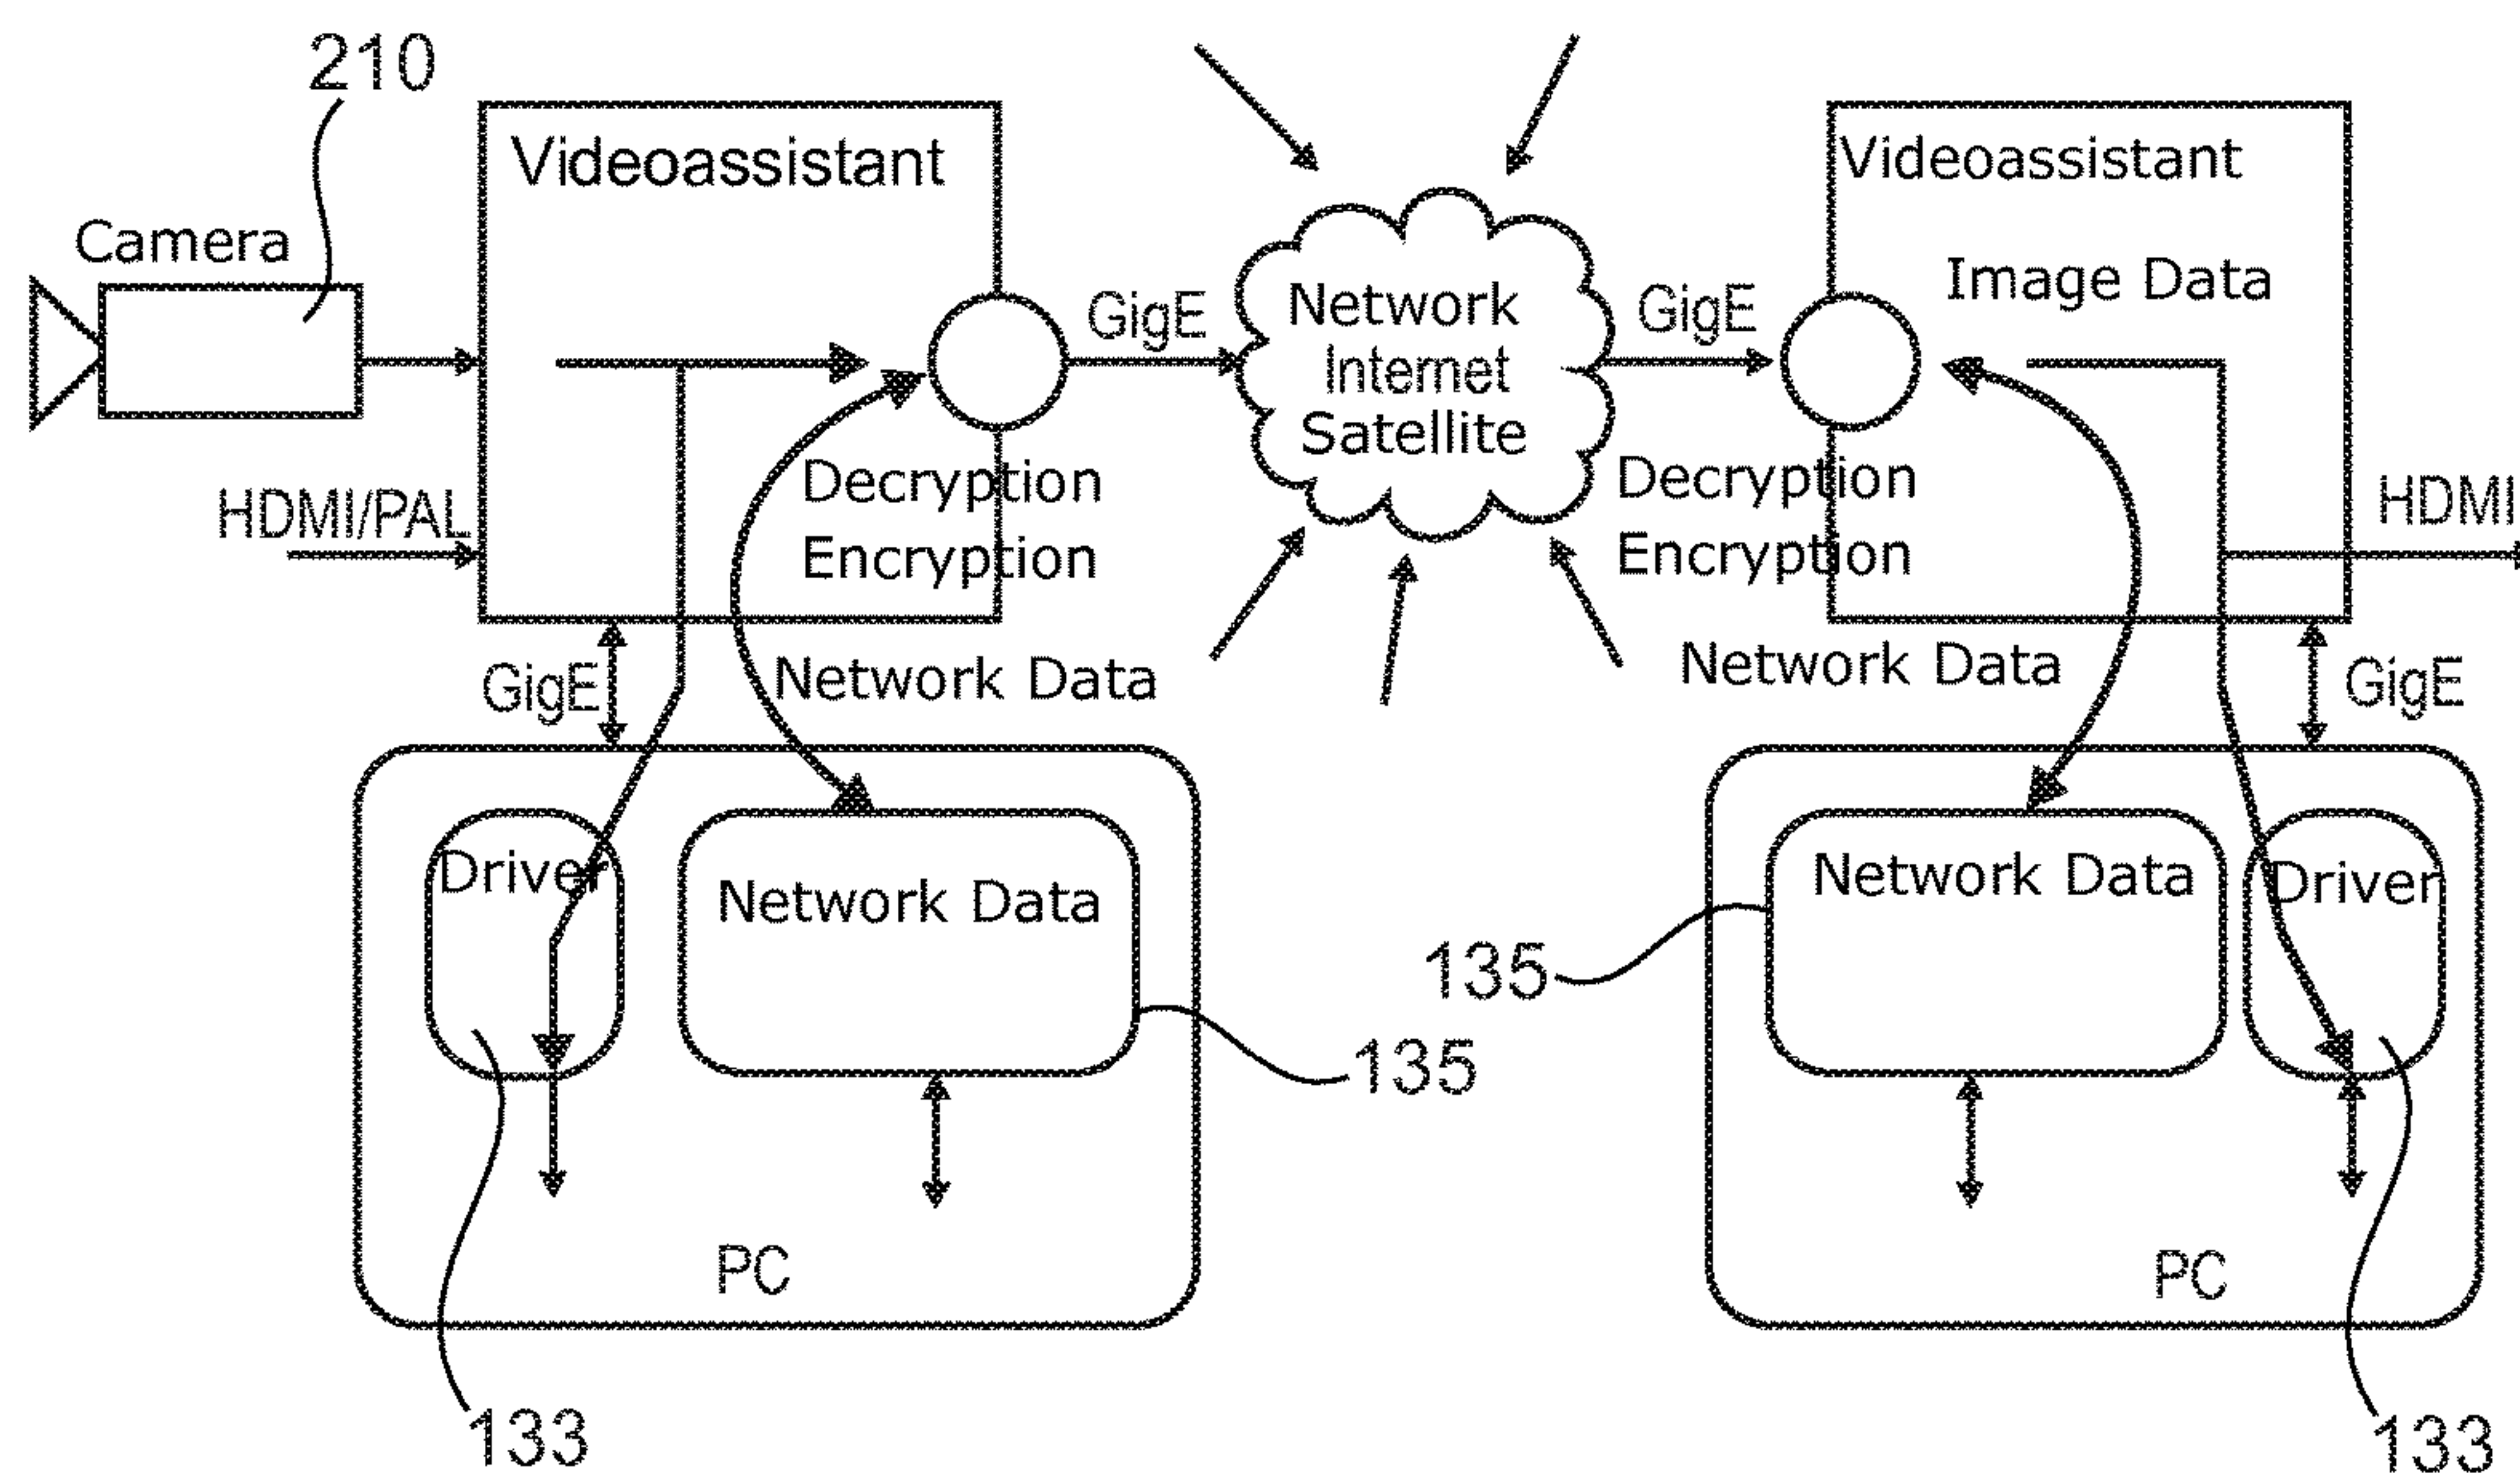 210
Videoassistant
Videoassistant
Camera
Image Data
GigE
Network
Internet
Satellite
GigE
HDMI/PAL
Decryption
Encryption
Decryption
Encryption
HDMI
GigE
Network Data
Network Data
GigE
Driver
Network Data
Network Data
Driver
135
135
PC
PC
133
133